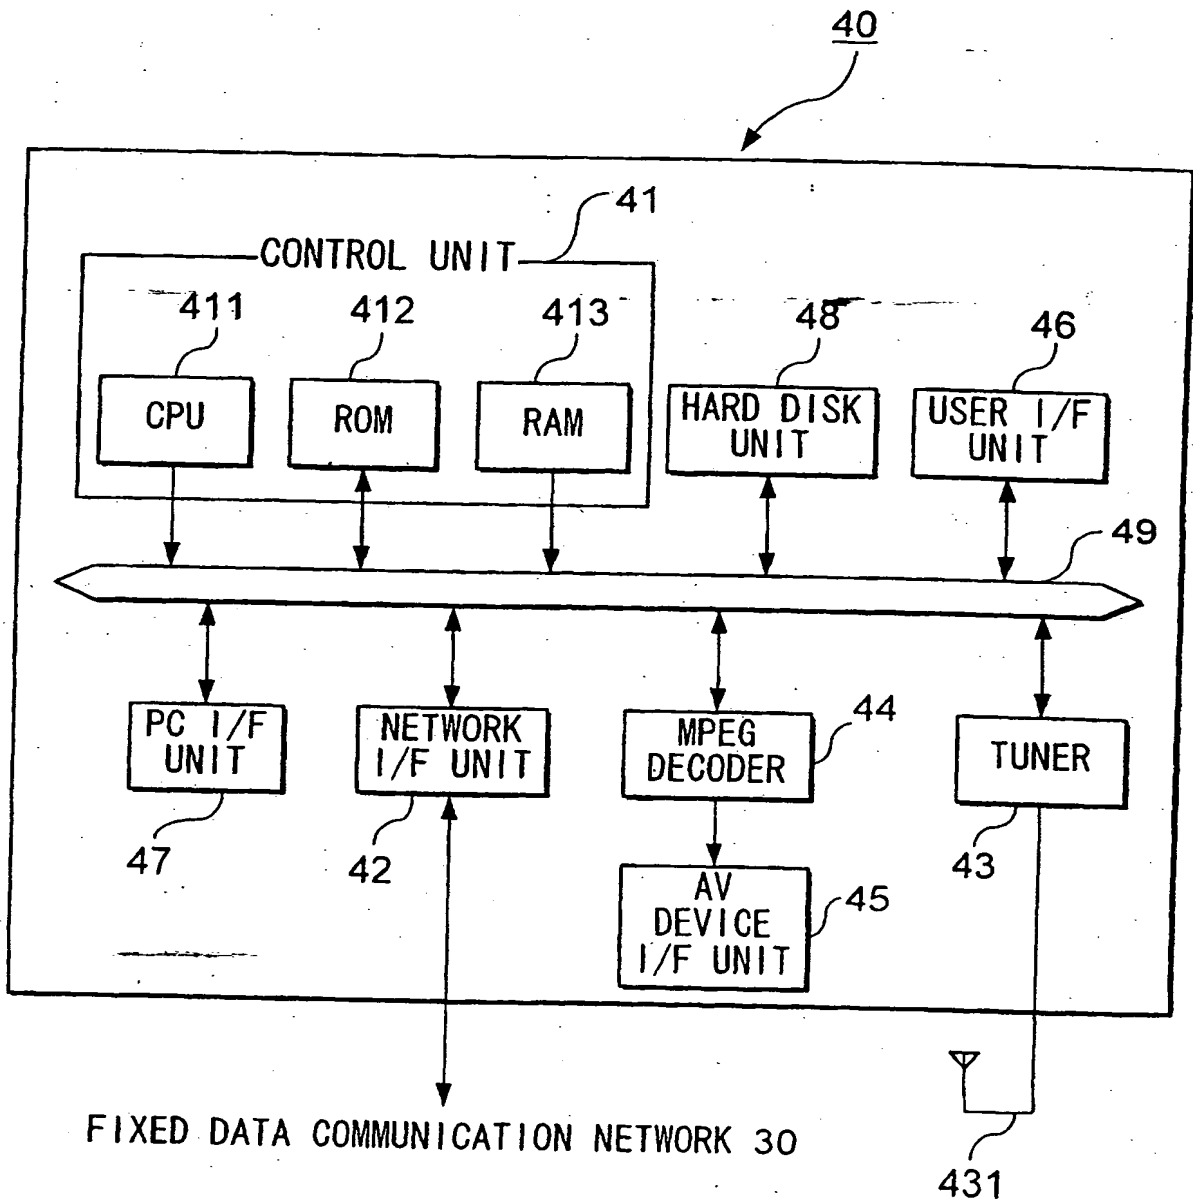 40
41
CONTROL UNIT
411
412
413
48
46
CPU
ROM
RAM
HARD DISK
UNIT
USER I/F
UNIT
49
PC I/F
UNIT
NETWORK
I/F UNIT
MPEG
DECODER
44
TUNER
47
42
43
AV
DEVICE
I/F UNIT
45
FIXED DATA COMMUNICATION NETWORK 30
431